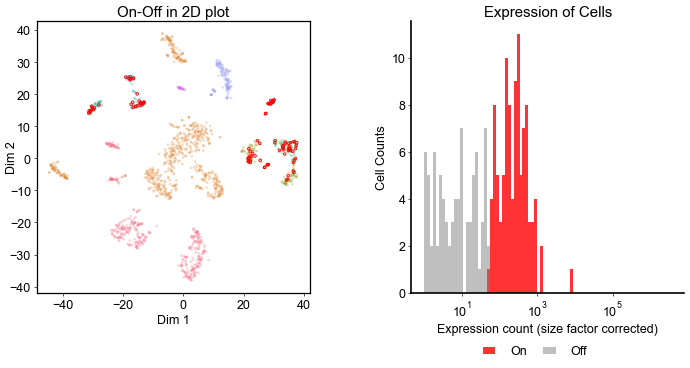 On-Off in 2D plot
40
30
20
10
0
−10
−20
−30
−40
Dim 2
−40 −20 0 20 40
Dim 1
Expression of Cells
10
8
6
4
2
0
Cell Counts
10^1 10^3 10^5
Expression count (size factor corrected)
On Off